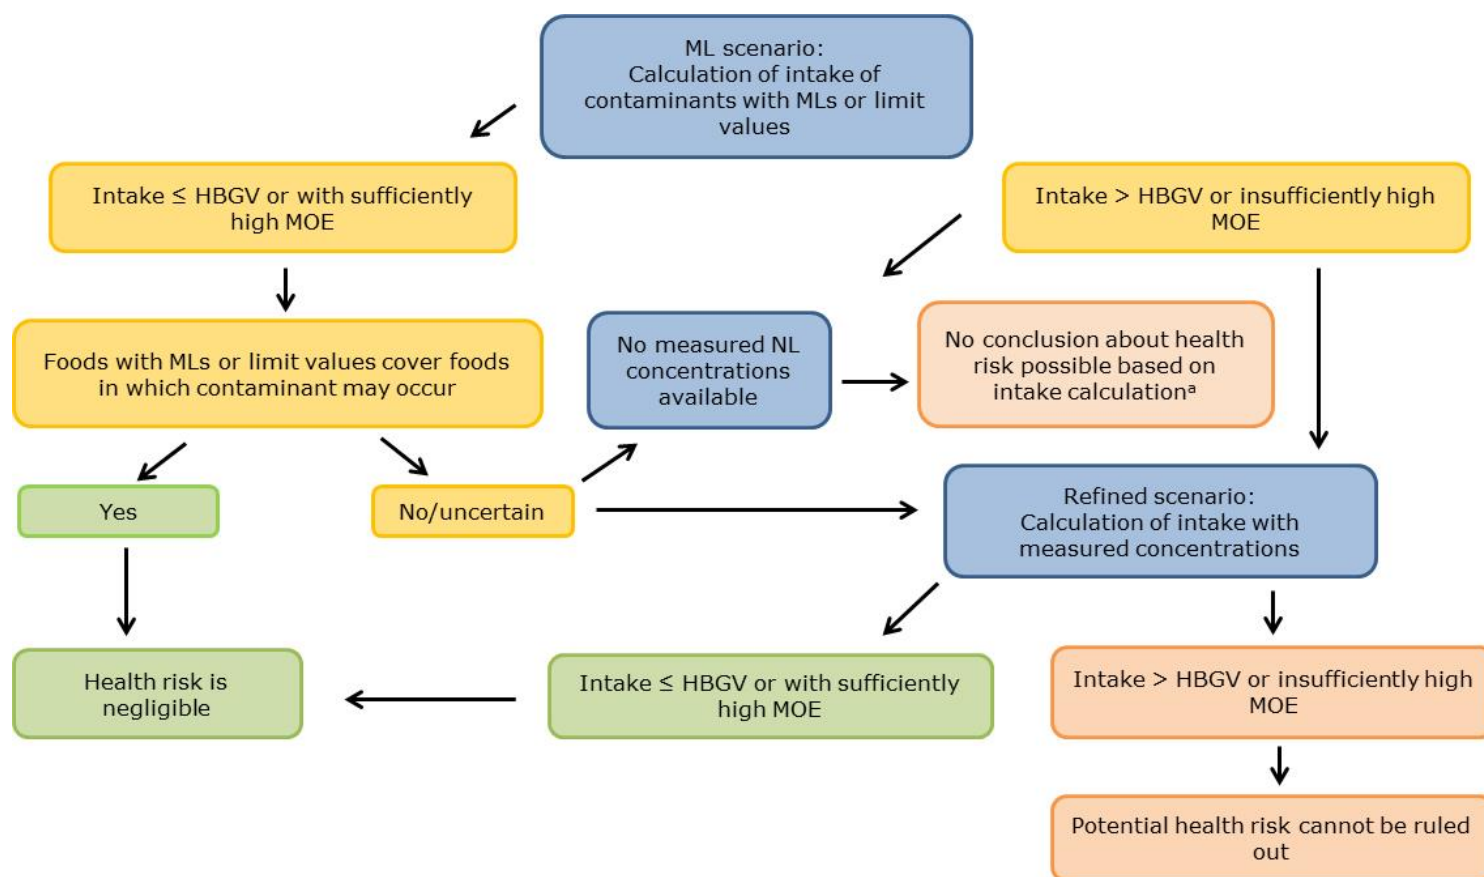 ML scenario:
Calculation of intake of
contaminants with MLs or limit
values
Intake ≤ HBGV or with sufficiently
high MOE
Intake > HBGV or insufficiently high
MOE
Foods with MLs or limit values cover foods
in which contaminant may occur
No measured NL
concentrations
available
No conclusion about health
risk possible based on
intake calculationᵃ
Yes
No/uncertain
Refined scenario:
Calculation of intake with
measured concentrations
Health risk is
negligible
Intake ≤ HBGV or with sufficiently
high MOE
Intake > HBGV or insufficiently high
MOE
Potential health risk cannot be ruled
out